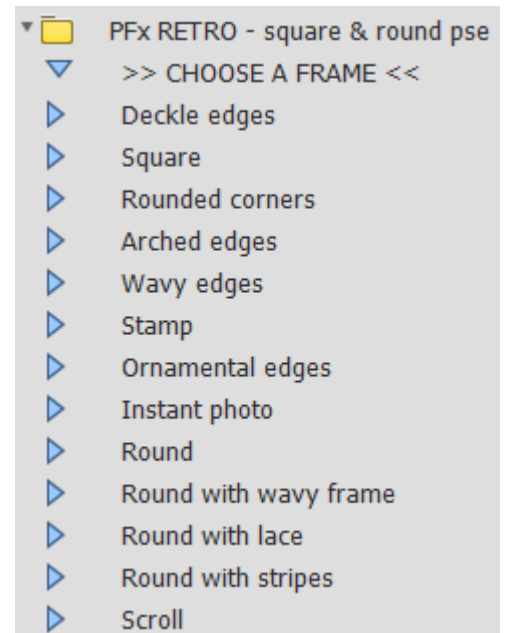 PFx RETRO - square & round pse
>> CHOOSE A FRAME <<
Deckle edges
Square
Rounded corners
Arched edges
Wavy edges
Stamp
Ornamental edges
Instant photo
Round
Round with wavy frame
Round with lace
Round with stripes
Scroll